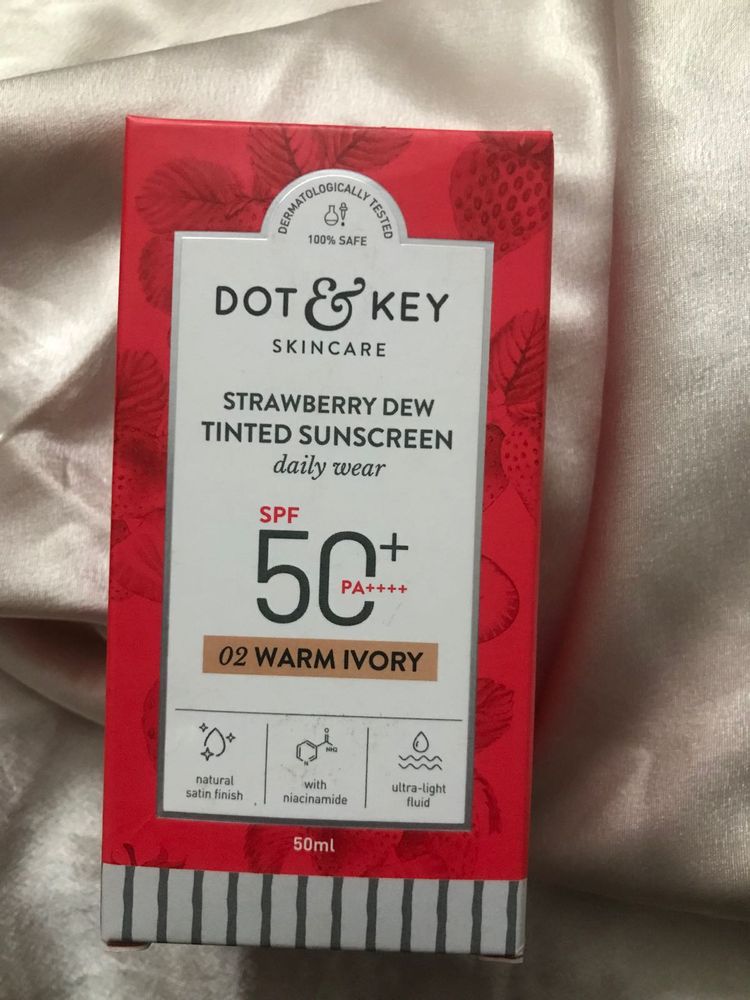 DERMATOLOGICALLY TESTED
100% SAFE
DOT & KEY
SKINCARE
STRAWBERRY DEW
TINTED SUNSCREEN
daily wear
SPF
50+
PA++++
02 WARM IVORY
natural
satin finish
N
O
NH2
with
niacinamide
ultra-light
fluid
50ml